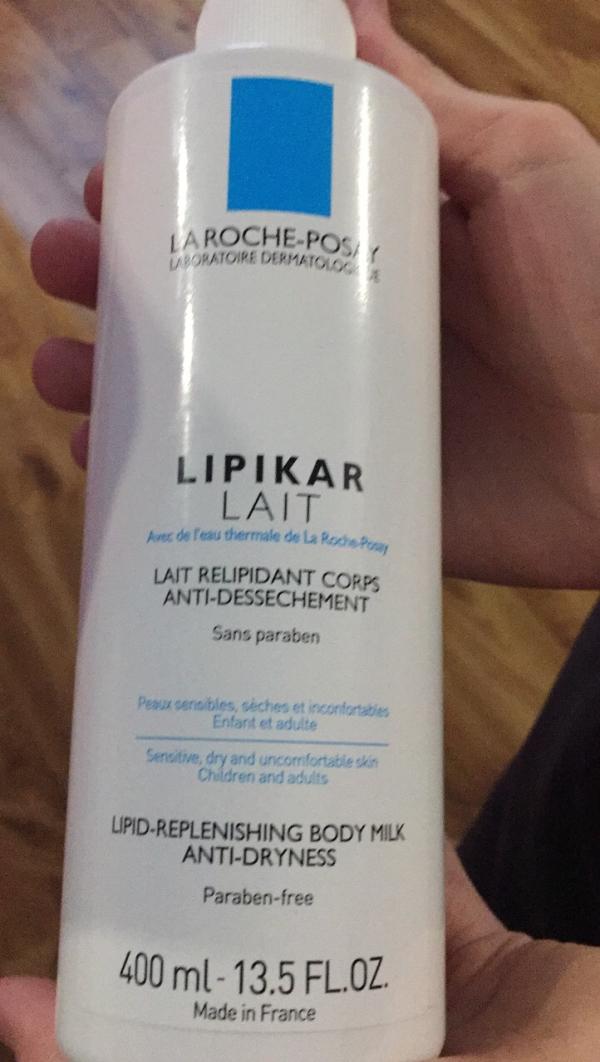 LA ROCHE-POSAY
LABORATOIRE DERMATOLOGIQUE
LIPIKAR
LAIT
Avec de l'eau thermale de La Roche-Posay
LAIT RELIPIDANT CORPS
ANTI-DESSECHEMENT
Sans paraben
Peaux sensibles, sèches et inconfortables
Enfant et adulte
Sensitive, dry and uncomfortable skin
Children and adults
LIPID-REPLENISHING BODY MILK
ANTI-DRYNESS
Paraben-free
400 ml - 13.5 FL.OZ.
Made in France